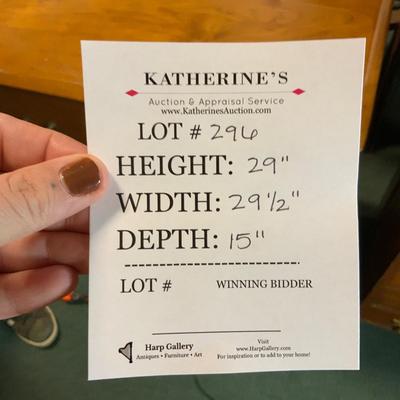 KATHERINE'S
Auction & Appraisal Service
www.KatherinesAuction.com
LOT # 296
HEIGHT: 29"
WIDTH: 29 1/2"
DEPTH: 15"
LOT # WINNING BIDDER
Harp Gallery
Antiques • Furniture • Art
Visit
www.HarpGallery.com
For inspiration or to add to your home!